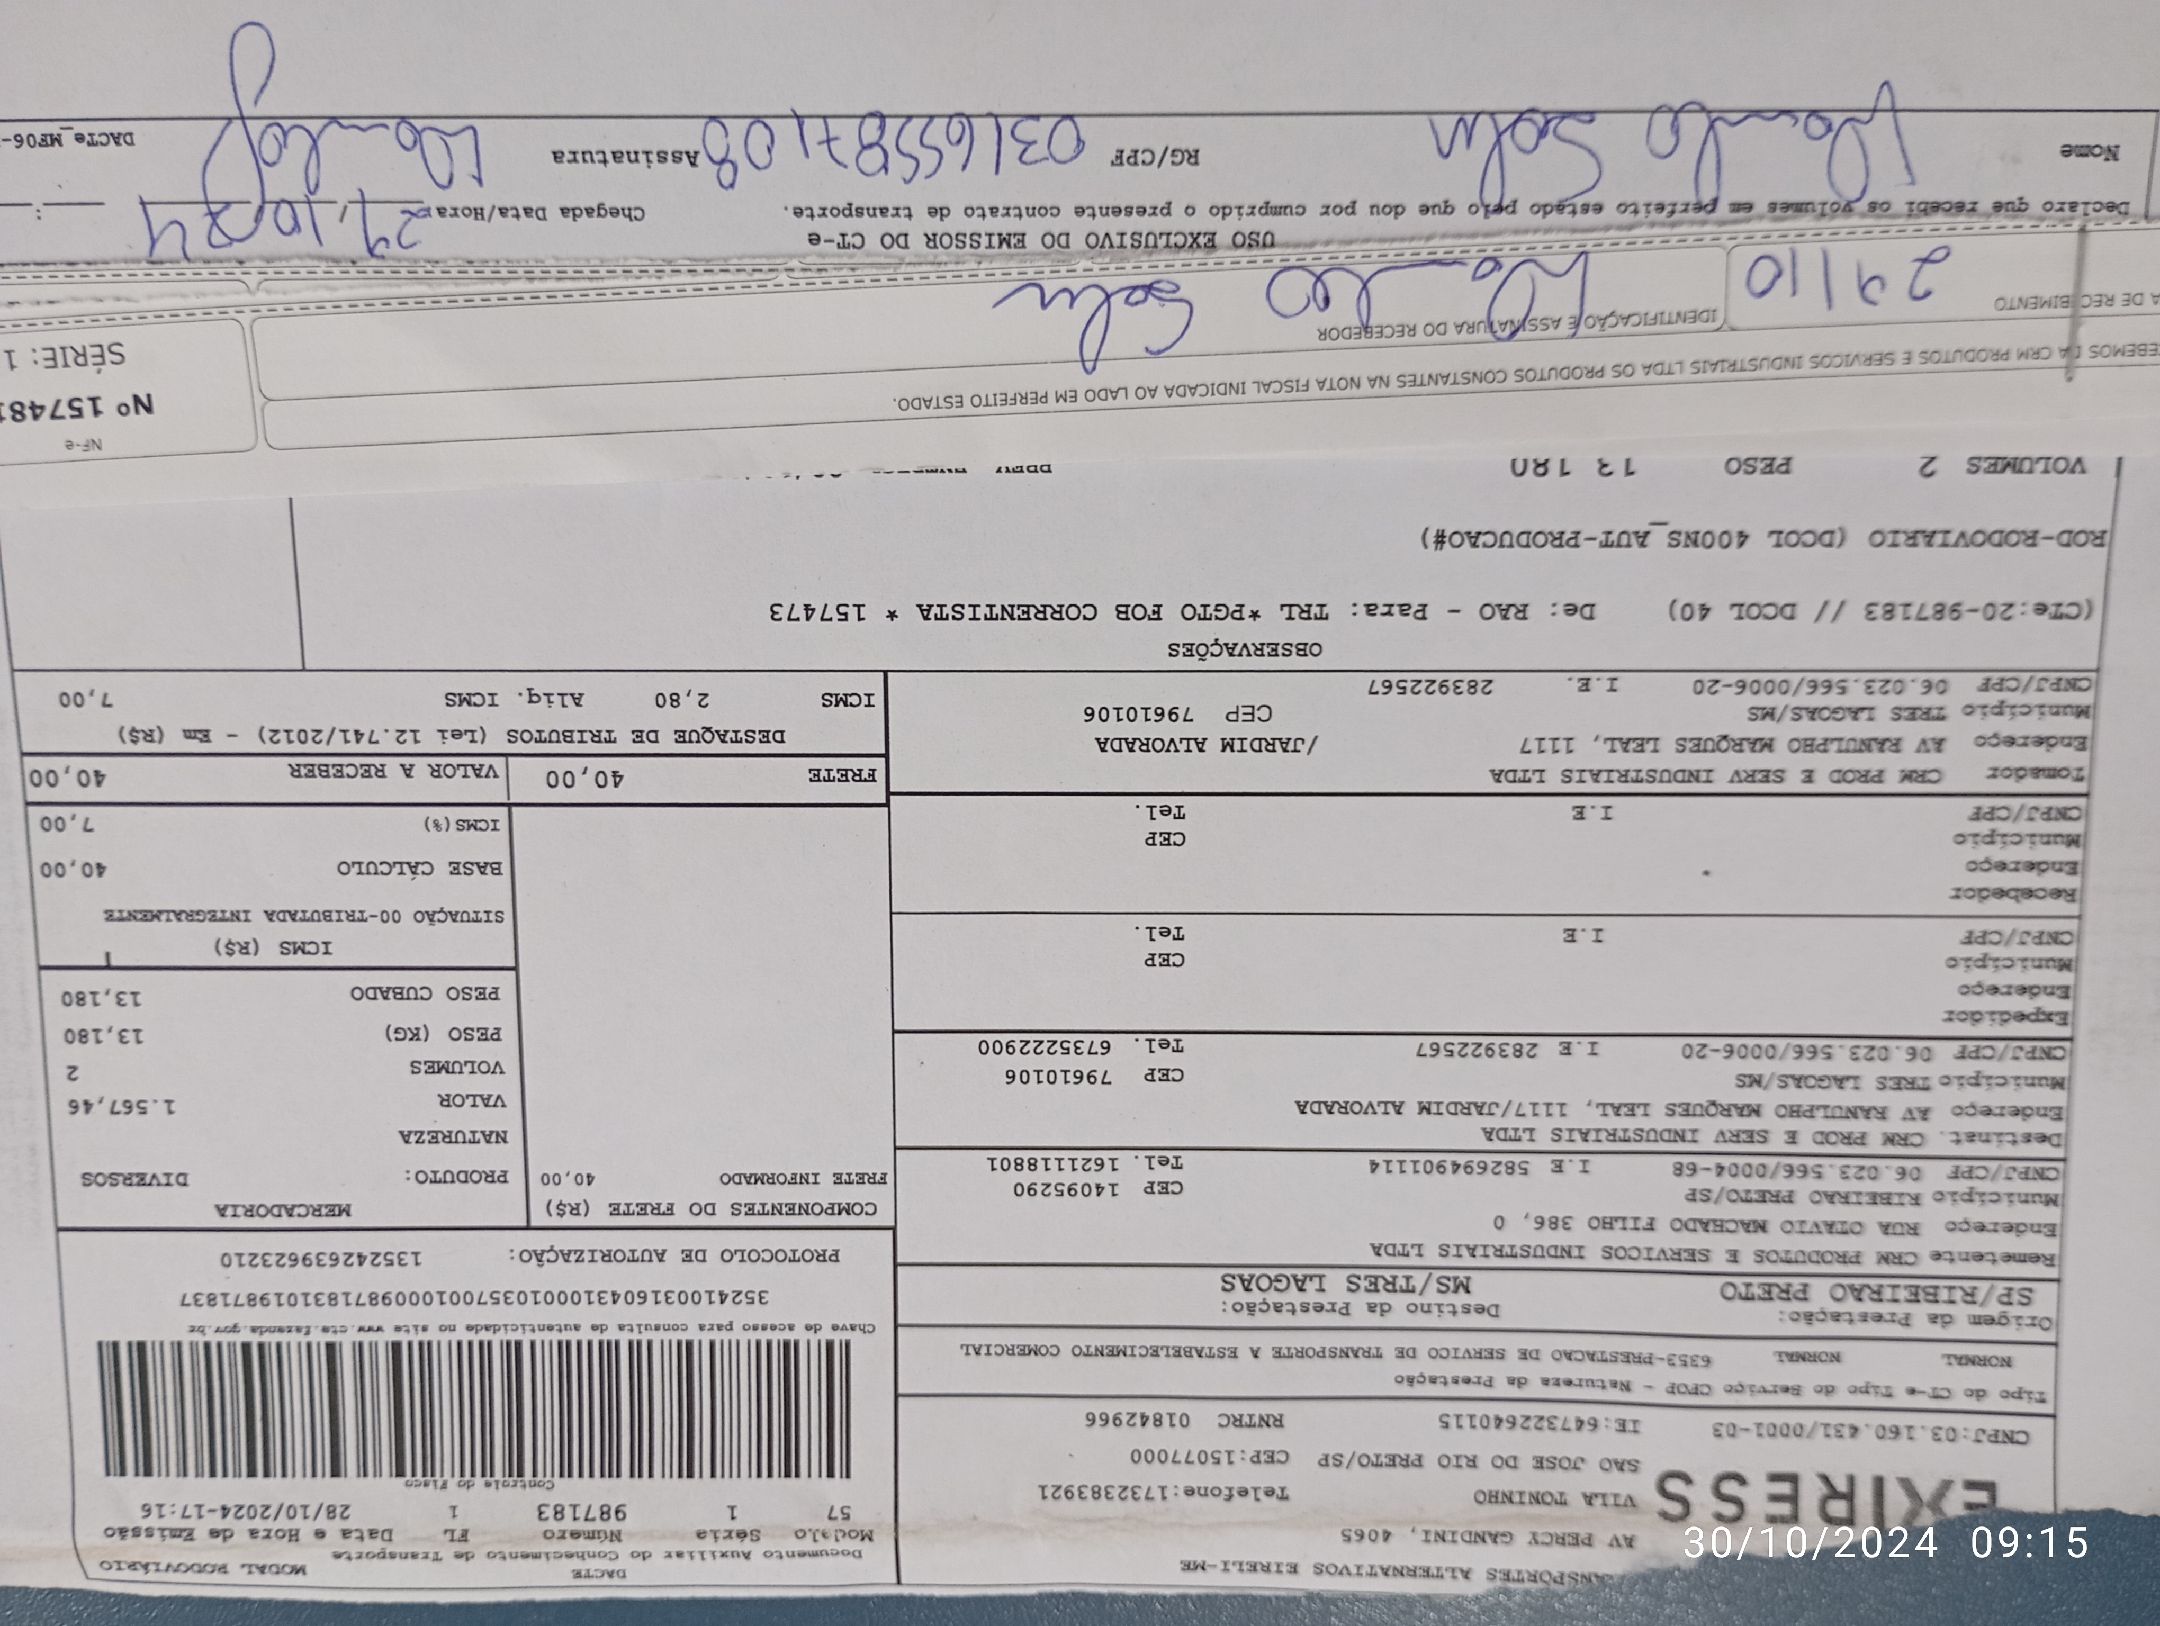 ANSPORTES ALTERNATIVOS EIRELI-ME
AV PERCY GANDINI, 4065
VILA TONINHO Telefone:1732383921
EXPRESS
SAO JOSE DO RIO PRETO/SP CEP:15077000
CNPJ:03.160.431/0001-03 IE:647322640115 RNTRC 01842966
DACTE
Documento Auxiliar do Conhecimento de Transporte
MODAL RODOVIÁRIO
Modelo Série Número FL Data e Hora de Emissão
57 1 987183 1 28/10/2024-17:16
Controle do Fisco
Chave de acesso para consulta de autenticidade no site www.cte.fazenda.gov.br
35241003160431000103570010009871831019871837
PROTOCOLO DE AUTORIZAÇÃO: 135242639623210
Tipo do CT-e Tipo do Serviço CFOP - Natureza da Prestação
NORMAL NORMAL 6353-PRESTACAO DE SERVICO DE TRANSPORTE A ESTABELECIMENTO COMERCIAL
Origem da Prestação: Destino da Prestação:
SP/RIBEIRAO PRETO MS/TRES LAGOAS
Remetente CRM PRODUTOS E SERVICOS INDUSTRIAIS LTDA
Endereço RUA OTAVIO MACHADO FILHO 386, 0
Município RIBEIRAO PRETO/SP CEP 14095290
CNPJ/CPF 06.023.566/0004-68 I.E 582694901114 Tel. 1621118801
Destinat. CRM PROD E SERV INDUSTRIAIS LTDA
Endereço AV RANULPHO MARQUES LEAL, 1117/JARDIM ALVORADA
Município TRES LAGOAS/MS CEP 79610106
CNPJ/CPF 06.023.566/0006-20 I.E 283922567 Tel. 6735222900
Expedidor
Endereço
Município CEP
CNPJ/CPF I.E Tel.
Recebedor
Endereço
Município CEP
CNPJ/CPF I.E Tel.
Tomador CRM PROD E SERV INDUSTRIAIS LTDA
Endereço AV RANULPHO MARQUES LEAL, 1117 /JARDIM ALVORADA
Município TRES LAGOAS/MS CEP 79610106
CNPJ/CPF 06.023.566/0006-20 I.E. 283922567
COMPONENTES DO FRETE (R$)
FRETE INFORMADO 40,00
MERCADORIA
PRODUTO: DIVERSOS
NATUREZA
VALOR 1.567,46
VOLUMES 2
PESO (KG) 13,180
PESO CUBADO 13,180
ICMS (R$)
SITUAÇÃO 00-TRIBUTADA INTEGRALMENTE
BASE CÁLCULO 40,00
ICMS(%) 7,00
FRETE 40,00 VALOR A RECEBER 40,00
DESTAQUE DE TRIBUTOS (Lei 12.741/2012) - Em (R$)
ICMS 2,80 Aliq. ICMS 7,00
OBSERVAÇÕES
(CTe:20-987183 // DCOL 40) De: RAO - Para: TRL *PGTO FOB CORRENTISTA * 157473
ROD-RODOVIARIO (DCOL 400NS_AUT-PRODUCAO#)
VOLUMES 2 PESO 13 180
NF-e
Nº 15748
SÉRIE: 1
EBEMOS DA CRM PRODUTOS E SERVICOS INDUSTRIAIS LTDA OS PRODUTOS CONSTANTES NA NOTA FISCAL INDICADA AO LADO EM PERFEITO ESTADO.
A DE RECEBIMENTO IDENTIFICAÇÃO E ASSINATURA DO RECEBEDOR
29/10
USO EXCLUSIVO DO EMISSOR DO CT-e
Declaro que recebi os volumes em perfeito estado pelo que dou por cumprido o presente contrato de transporte.
Chegada Data/Hora 29/10/24
Nome RG/CPF 03165587108 Assinatura
DACTe_MF06-
30/10/2024 09:15